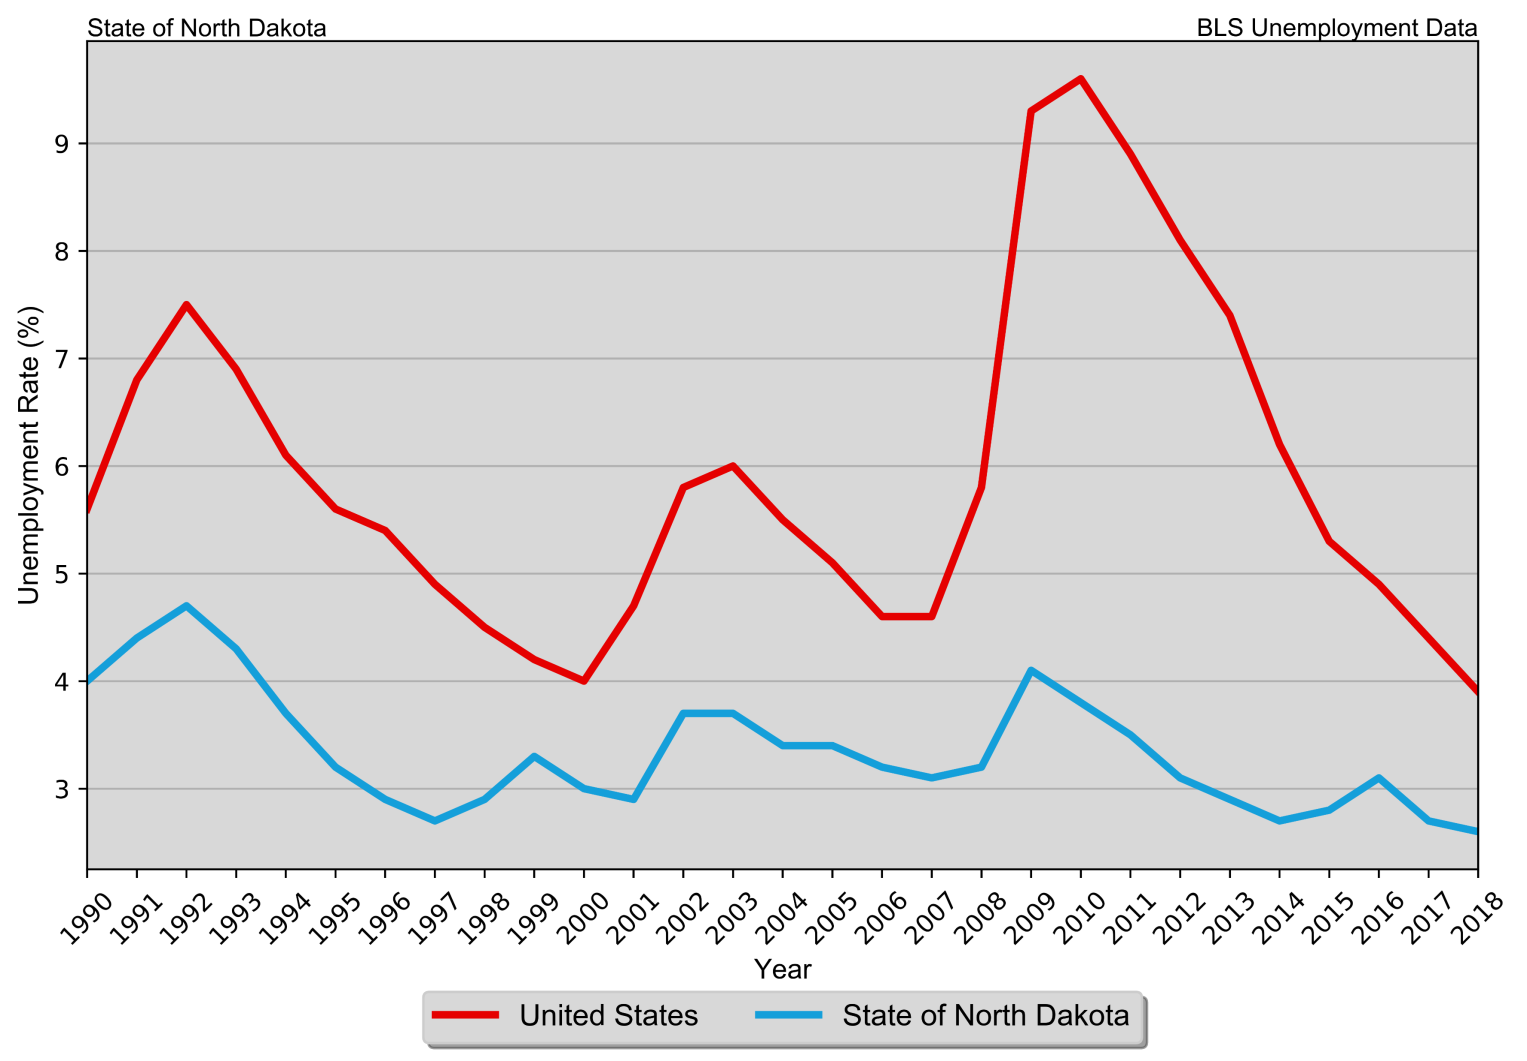 State of North Dakota
BLS Unemployment Data
Unemployment Rate (%)
9
8
7
6
5
4
3
1990 1991 1992 1993 1994 1995 1996 1997 1998 1999 2000 2001 2002 2003 2004 2005 2006 2007 2008 2009 2010 2011 2012 2013 2014 2015 2016 2017 2018
Year
United States
State of North Dakota